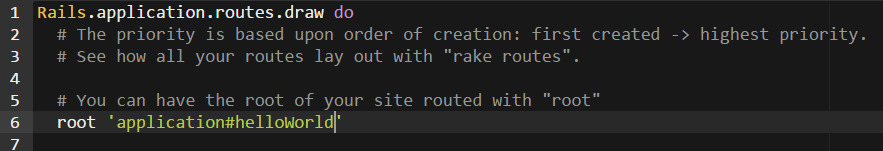 1 Rails.application.routes.draw do
2 # The priority is based upon order of creation: first created -> highest priority.
3 # See how all your routes lay out with "rake routes".
4
5 # You can have the root of your site routed with "root"
6 root 'application#helloWorld'
7